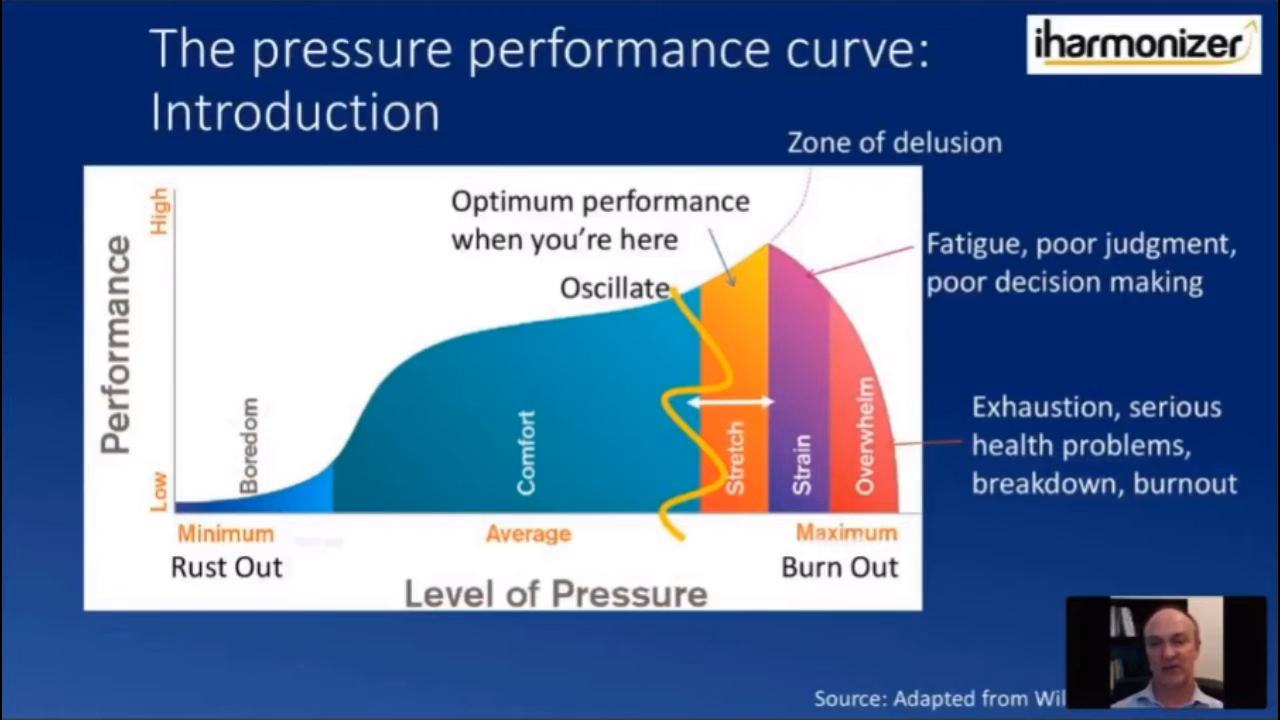 The pressure performance curve:
Introduction
iharmonizer
Zone of delusion
Optimum performance
when you're here
Oscillate
Fatigue, poor judgment,
poor decision making
Exhaustion, serious
health problems,
breakdown, burnout
Performance
High
Low
Boredom
Comfort
Stretch
Strain
Overwhelm
Minimum
Average
Maximum
Rust Out
Burn Out
Level of Pressure
Source: Adapted from